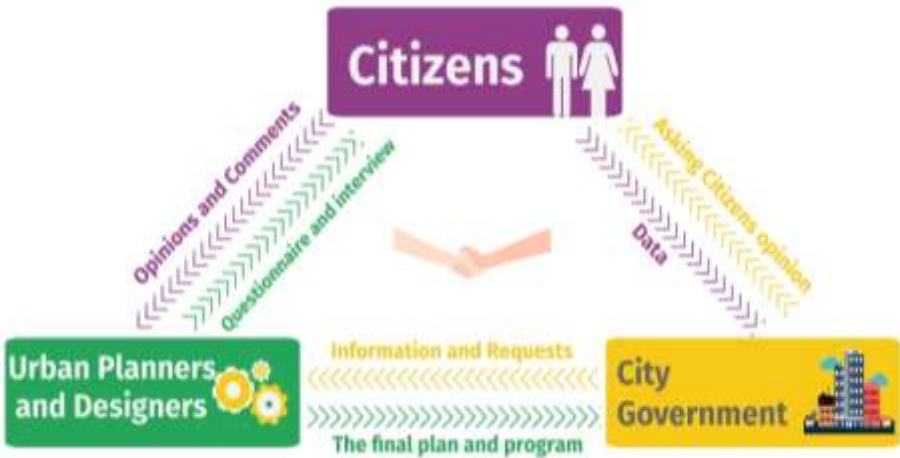 Citizens
Opinions and Comments
Questionnaire and interview
Asking Citizens opinion
Data
Urban Planners
and Designers
Information and Requests
The final plan and program
City
Government